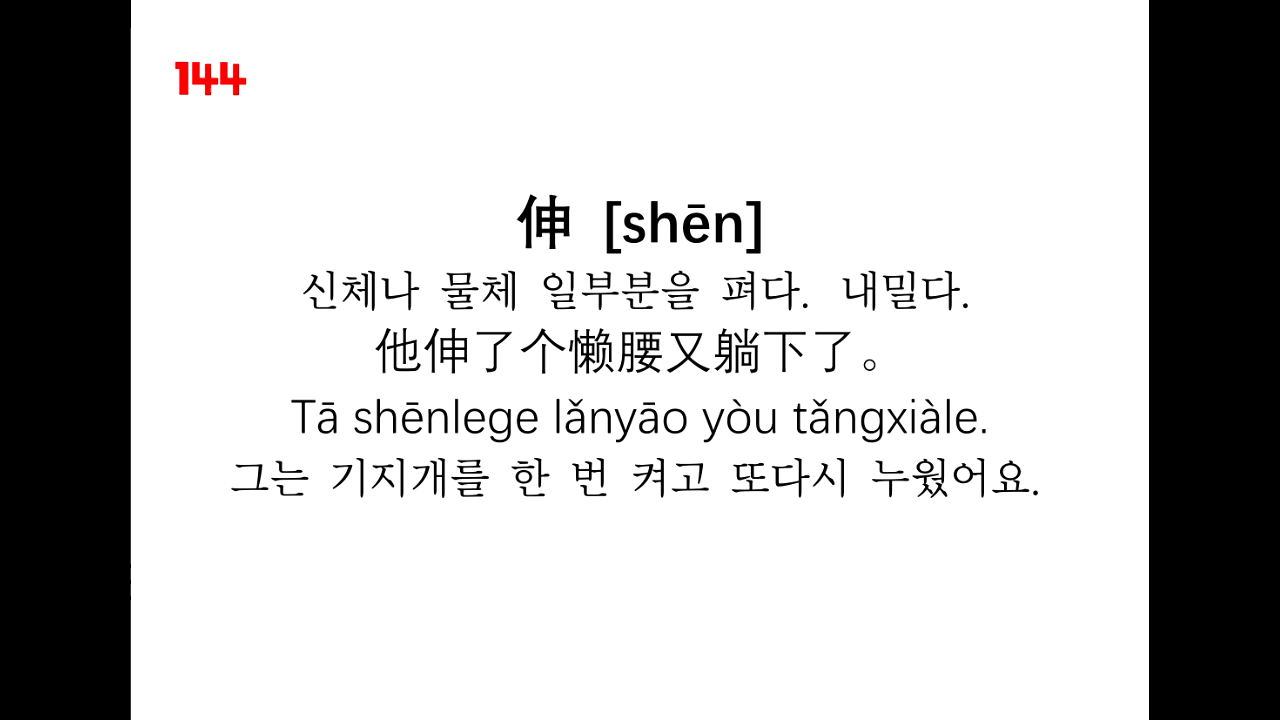 144
伸 [shēn]
신체나 물체 일부분을 펴다. 내밀다.
他伸了个懒腰又躺下了。
Tā shēnlege lǎnyāo yòu tǎngxiàle.
그는 기지개를 한 번 켜고 또다시 누웠어요.